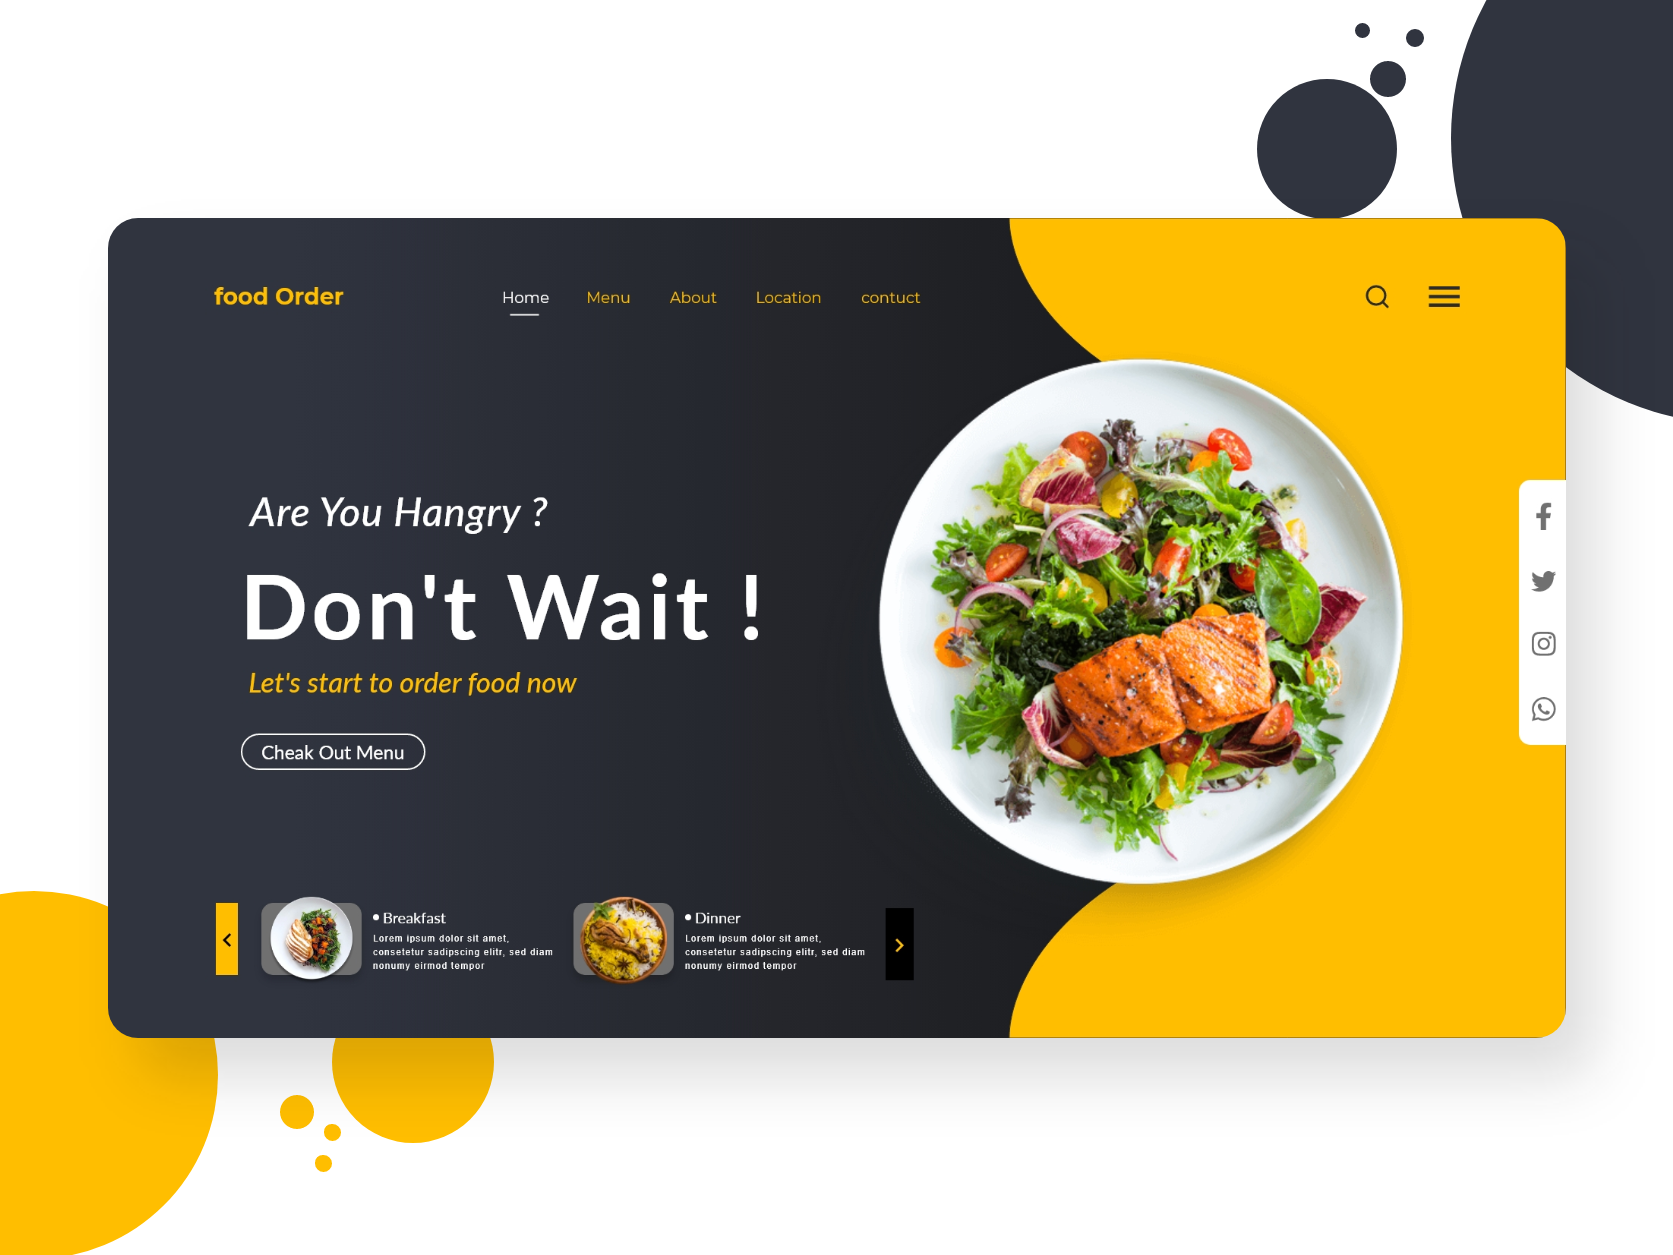 food Order
Home Menu About Location contuct
Are You Hangry ?
Don't Wait !
Let's start to order food now
Cheak Out Menu
Breakfast
Lorem ipsum dolor sit amet,
consetetur sadipscing elitr, sed diam
nonumy eirmod tempor
Dinner
Lorem ipsum dolor sit amet,
consetetur sadipscing elitr, sed diam
nonumy eirmod tempor